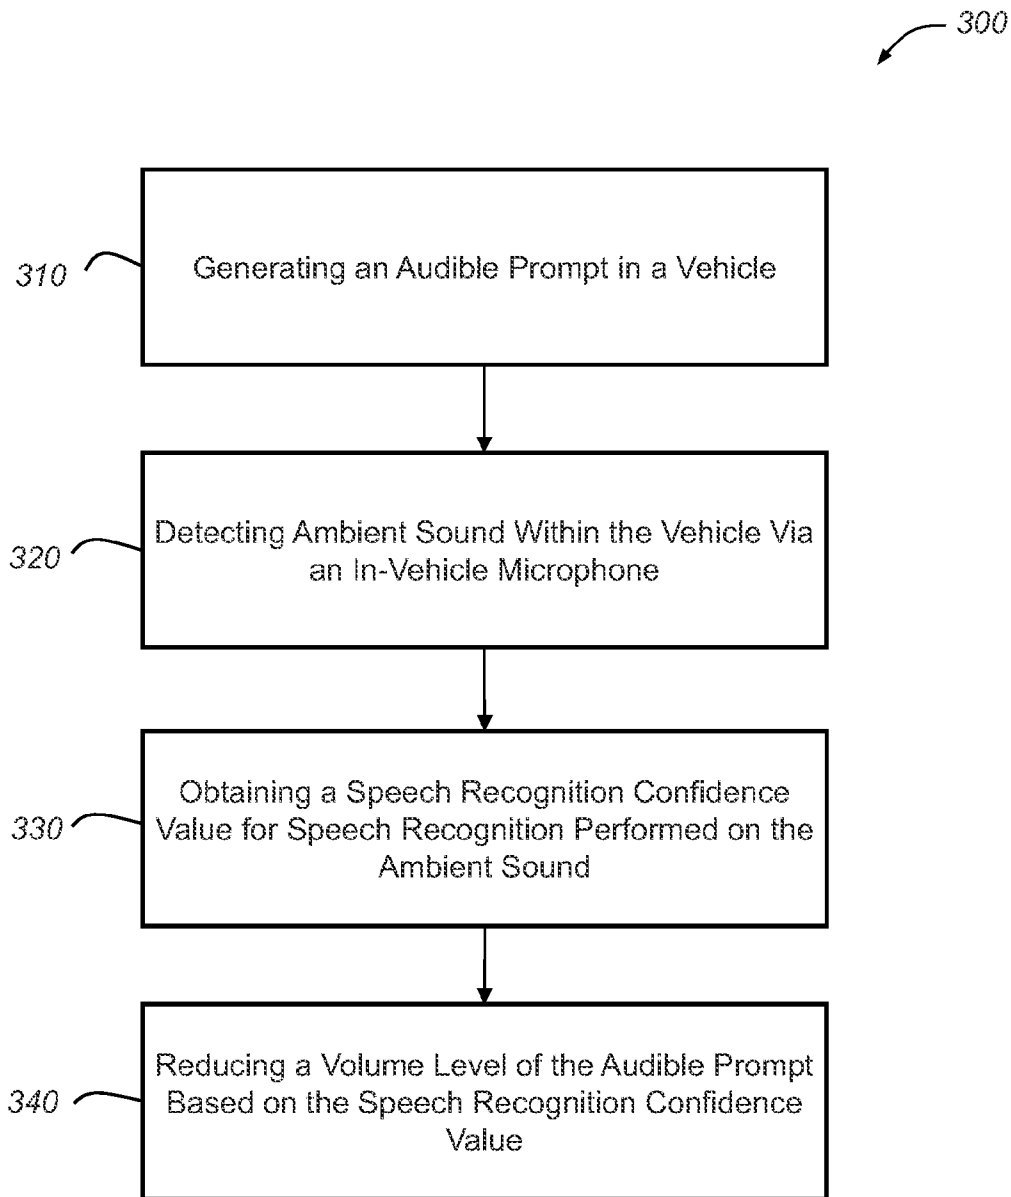 300
310
Generating an Audible Prompt in a Vehicle
320
Detecting Ambient Sound Within the Vehicle Via
an In-Vehicle Microphone
330
Obtaining a Speech Recognition Confidence
Value for Speech Recognition Performed on the
Ambient Sound
340
Reducing a Volume Level of the Audible Prompt
Based on the Speech Recognition Confidence
Value